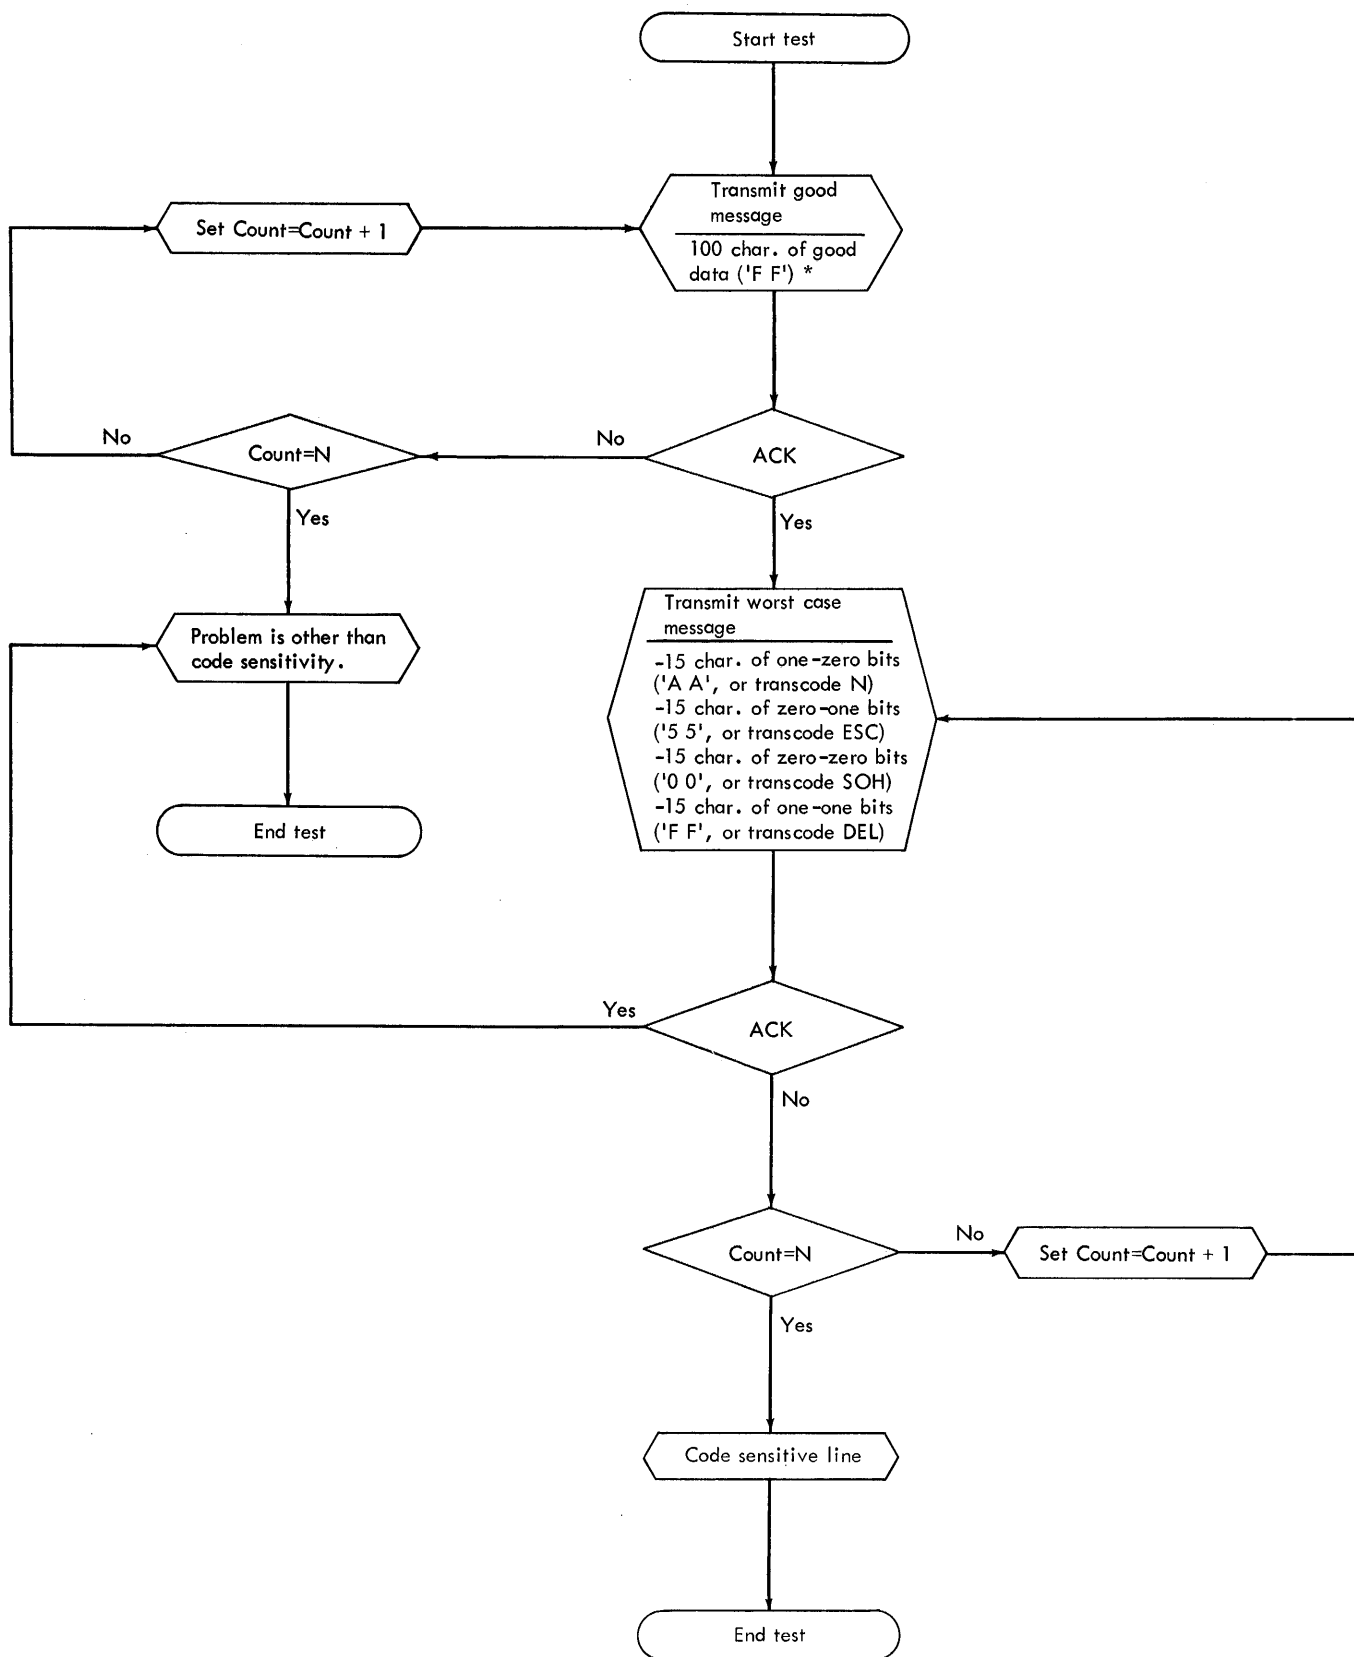 Start test
Transmit good
message
100 char. of good
data ('F F') *
Set Count=Count + 1
ACK
No
Yes
Count=N
No
Yes
Problem is other than
code sensitivity.
End test
Transmit worst case
message
-15 char. of one-zero bits
('A A', or transcode N)
-15 char. of zero-one bits
('5 5', or transcode ESC)
-15 char. of zero-zero bits
('0 0', or transcode SOH)
-15 char. of one-one bits
('F F', or transcode DEL)
ACK
Yes
No
Count=N
No
Set Count=Count + 1
Yes
Code sensitive line
End test